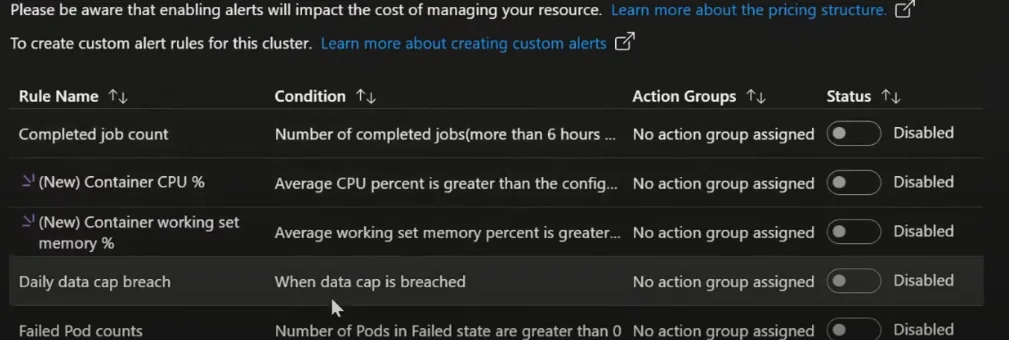 Please be aware that enabling alerts will impact the cost of managing your resource. Learn more about the pricing structure.
To create custom alert rules for this cluster. Learn more about creating custom alerts
Rule Name Condition Action Groups Status
Completed job count Number of completed jobs(more than 6 hours ... No action group assigned Disabled
(New) Container CPU % Average CPU percent is greater than the config... No action group assigned Disabled
(New) Container working set
memory % Average working set memory percent is greater... No action group assigned Disabled
Daily data cap breach When data cap is breached No action group assigned Disabled
Failed Pod counts Number of Pods in Failed state are greater than 0 No action group assigned Disabled